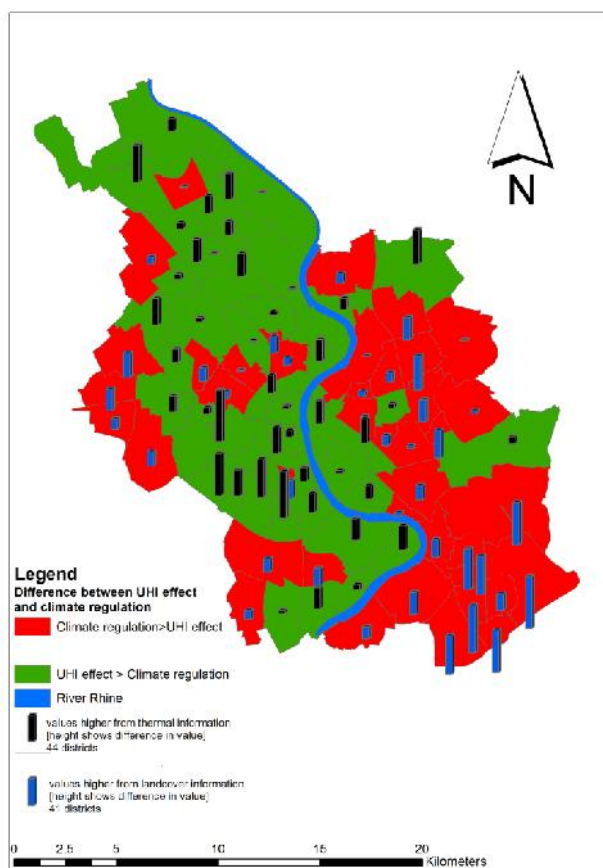 N
Legend
Difference between UHI effect
and climate regulation
Climate regulation>UHI effect
UHI effect > Climate regulation
River Rhine
values higher from thermal information
[height shows difference in value]
44 districts
values higher from landcover information
[height shows difference in value]
41 districts
0 2.5 5 10 15 20
Kilometers